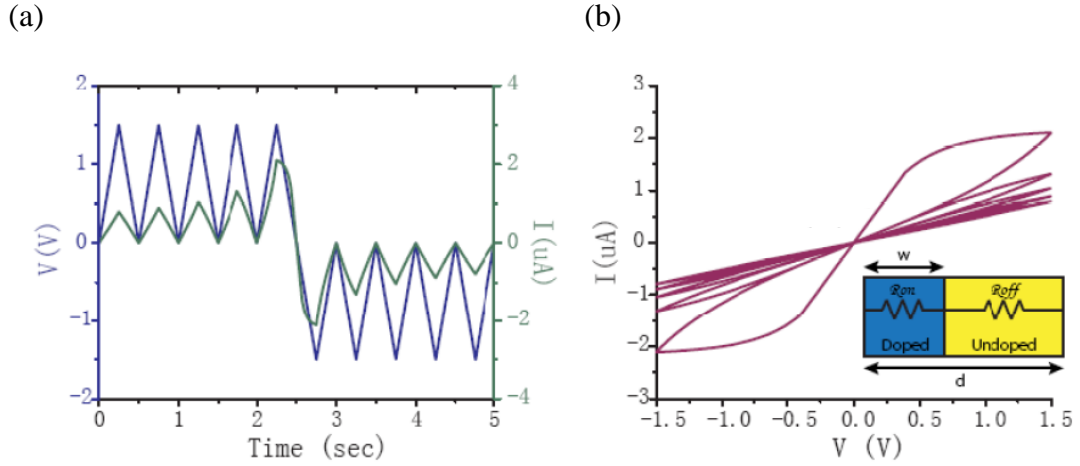 (a)
(b)
2
1
0
-1
-2
V(V)
4
2
0
-2
-4
I(uA)
0 1 2 3 4 5
Time (sec)
3
2
1
0
-1
-2
-3
I(uA)
w
Ron Roff
Doped Undoped
d
-1.5 -1.0 -0.5 0.0 0.5 1.0 1.5
V (V)